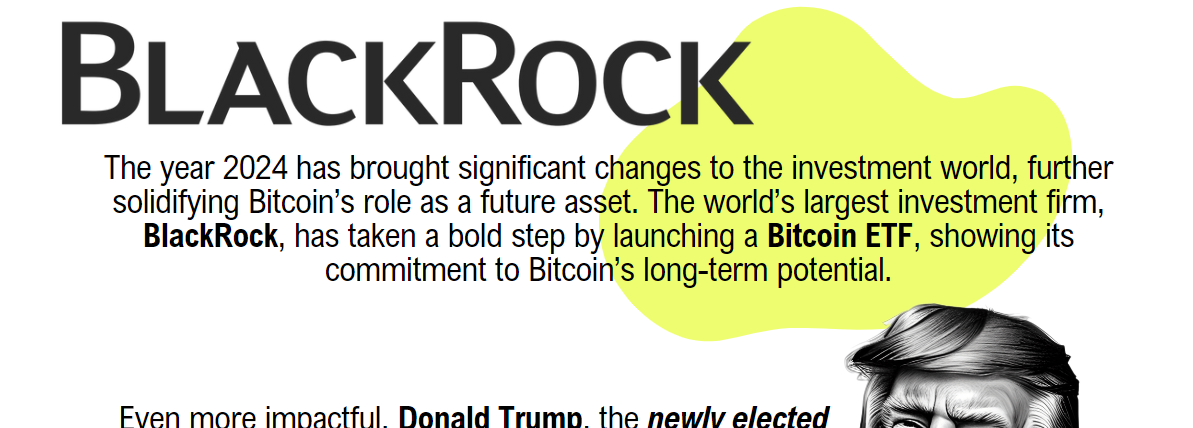 BLACKROCK
The year 2024 has brought significant changes to the investment world, further
solidifying Bitcoin’s role as a future asset. The world’s largest investment firm,
BlackRock, has taken a bold step by launching a Bitcoin ETF, showing its
commitment to Bitcoin’s long-term potential.
Even more impactful, Donald Trump, the newly elected